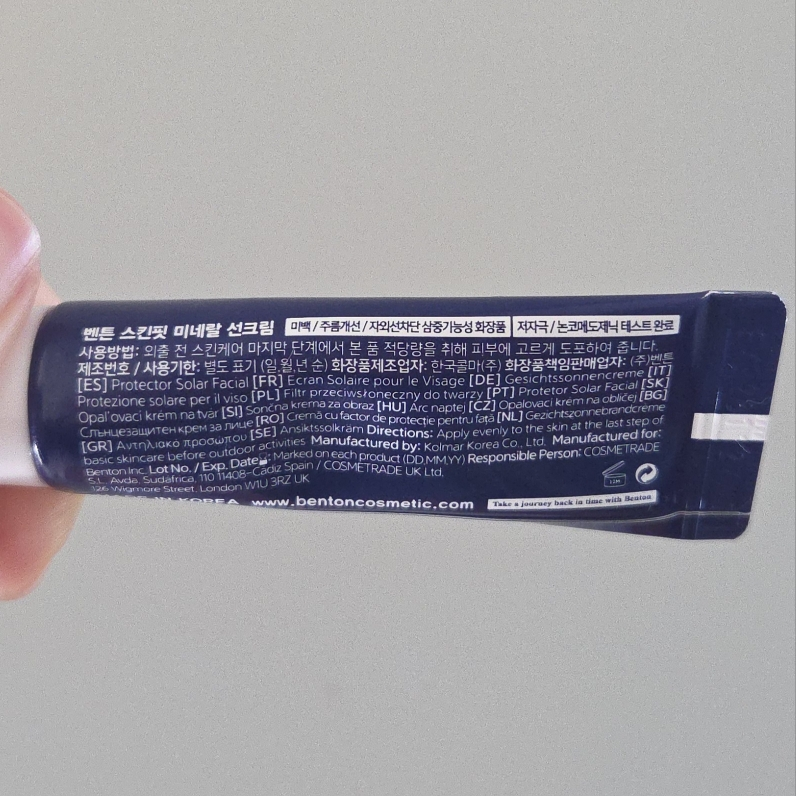 벤튼 스킨핏 미네랄 선크림 미백 / 주름개선 / 자외선차단 삼중기능성 화장품 저자극 / 논코메도제닉 테스트 완료
사용방법: 외출 전 스킨케어 마지막 단계에서 본 품 적당량을 취해 피부에 고르게 도포하여 줍니다.
제조번호 / 사용기한: 별도 표기 (일,월,년 순) 화장품제조업자: 한국콜마(주) 화장품책임판매업자: (주)벤튼
[ES] Protector Solar Facial [FR] Ecran Solaire pour le Visage [DE] Gesichtssonnencreme [IT]
Protezione solare per il viso [PL] Filtr przeciwsłoneczny do twarzy [PT] Protetor Solar Facial [SK]
Opaľovací krém na tvár [SI] Sončna krema za obraz [HU] Arc naptej [CZ] Opalovací krém na obličej [BG]
Слънцезащитен крем за лице [RO] Cremă cu factor de protecție pentru față [NL] Gezichtszonnebrandcrème
[GR] Αντηλιακό προσώπου [SE] Ansiktssolkräm Directions: Apply evenly to the skin at the last step of
basic skincare before outdoor activities Manufactured by: Kolmar Korea Co., Ltd. Manufactured for:
Benton Inc. Lot No. / Exp. Date: Marked on each product (DD,MM,YY) Responsible Person: COSMETRADE
S.L. Avda. Sudáfrica, 110 11408-Cádiz Spain / COSMETRADE UK Ltd,
126 Wigmore Street, London W1U 3RZ UK
KOREA www.bentoncosmetic.com Take a journey back in time with Benton
12M